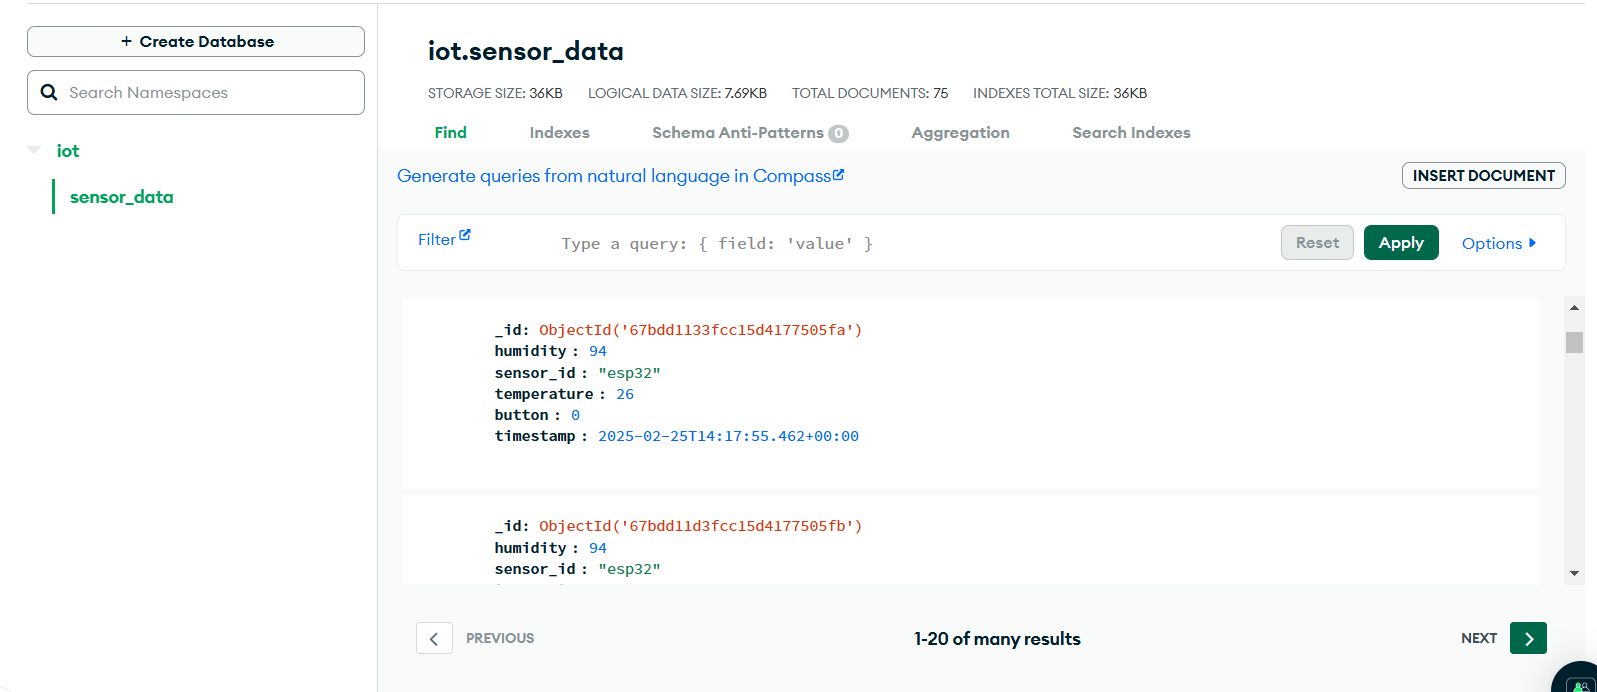 + Create Database
Search Namespaces
iot
sensor_data
iot.sensor_data
STORAGE SIZE: 36KB LOGICAL DATA SIZE: 7.69KB TOTAL DOCUMENTS: 75 INDEXES TOTAL SIZE: 36KB
Find Indexes Schema Anti-Patterns 0 Aggregation Search Indexes
Generate queries from natural language in Compass
INSERT DOCUMENT
Filter Type a query: { field: 'value' } Reset Apply Options
_id: ObjectId('67bdd1133fcc15d4177505fa')
humidity : 94
sensor_id : "esp32"
temperature : 26
button : 0
timestamp : 2025-02-25T14:17:55.462+00:00
_id: ObjectId('67bdd11d3fcc15d4177505fb')
humidity : 94
sensor_id : "esp32"
PREVIOUS 1-20 of many results NEXT